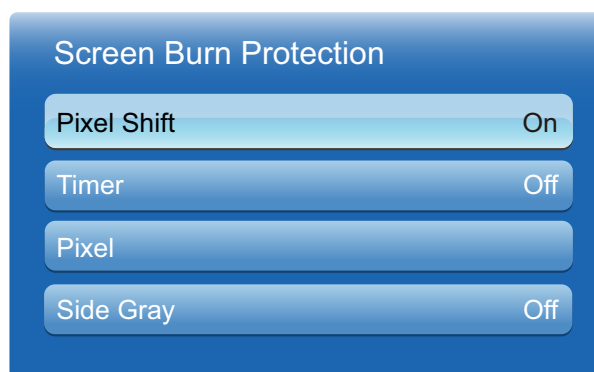 Screen Burn Protection
Pixel Shift On
Timer Off
Pixel
Side Gray Off